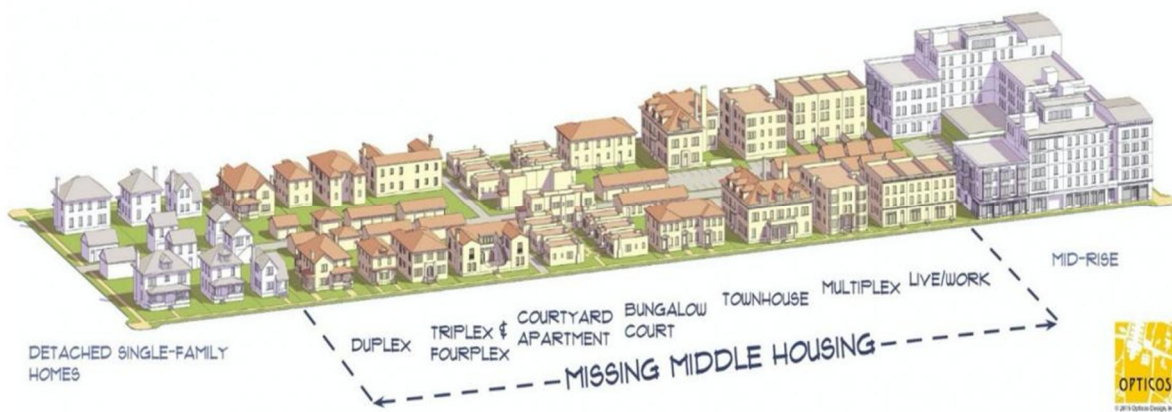 DETACHED SINGLE-FAMILY
HOMES
DUPLEX
TRIPLEX &
FOURPLEX
COURTYARD
APARTMENT
BUNGALOW
COURT
TOWNHOUSE
MULTIPLEX
LIVE/WORK
MID-RISE
MISSING MIDDLE HOUSING
OPTICOS